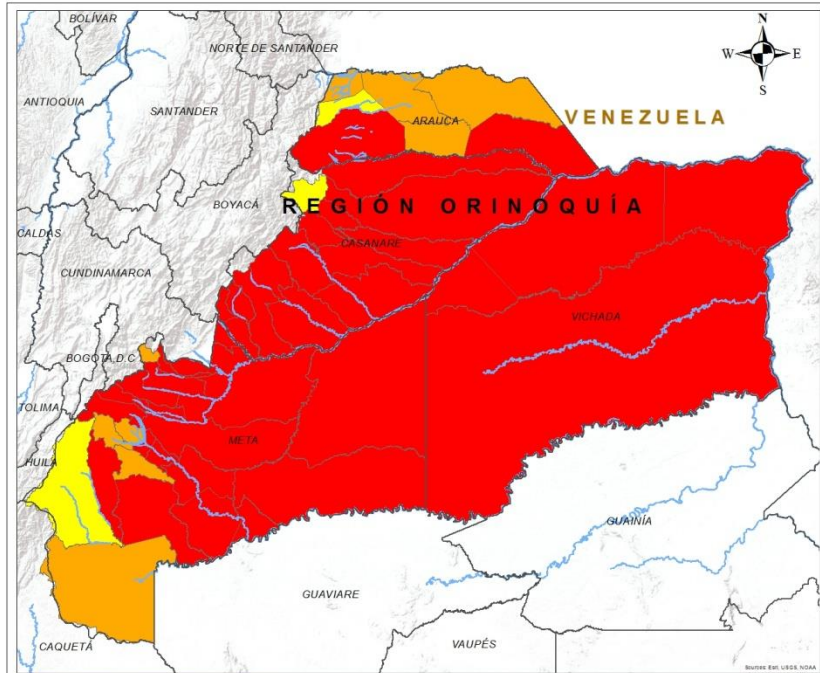 BOLÍVAR
N
NORTE DE SANTANDER
W
E
S
ANTIOQUIA
SANTANDER
ARAUCA
VENEZUELA
BOYACÁ
REGIÓN ORINOQUÍA
CALDAS
CASANARE
CUNDINAMARCA
VICHADA
BOGOTÁ D.C
TOLIMA
META
HUILA
GUAINÍA
GUAVIARE
CAQUETÁ
VAUPÉS
Sources: Esri, USGS, NOAA